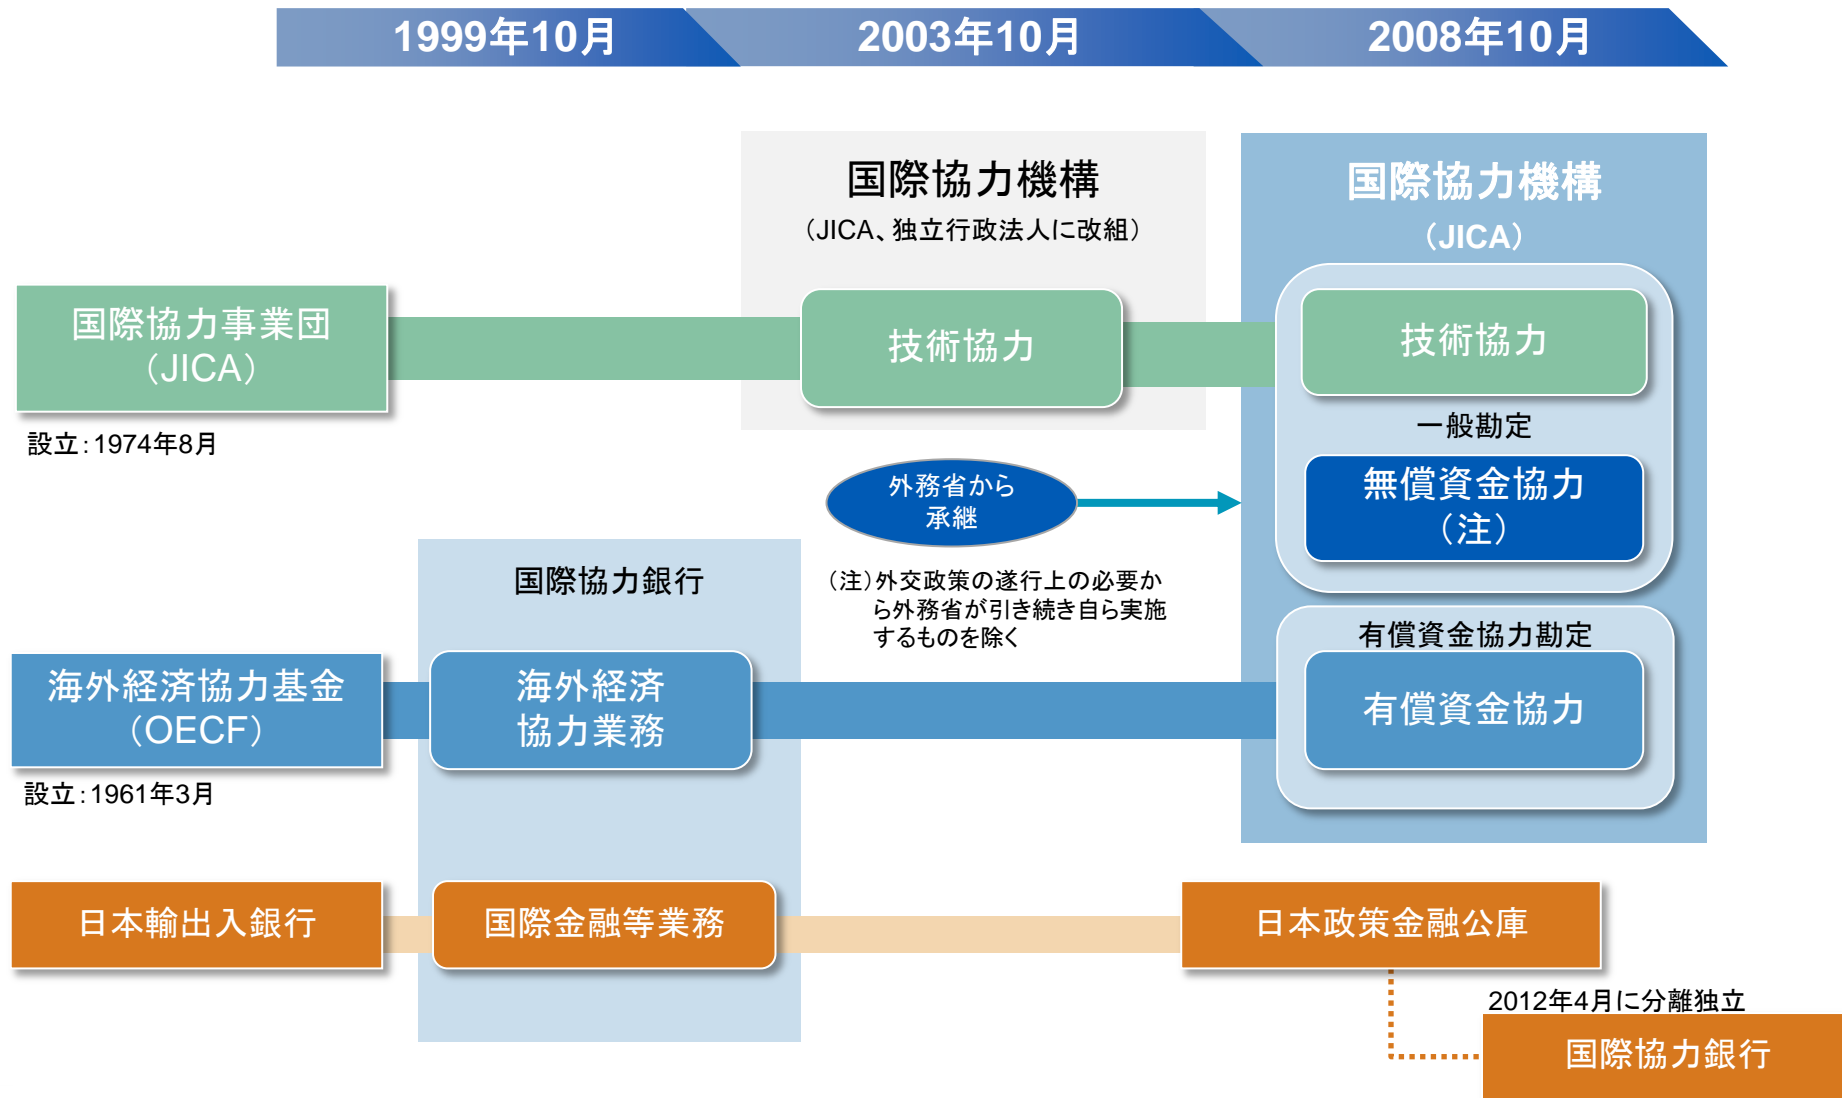 1999年10月
2003年10月
2008年10月
国際協力機構
（JICA、独立行政法人に改組）
国際協力機構
（JICA）
国際協力事業団
（JICA）
設立：1974年8月
技術協力
技術協力
一般勘定
無償資金協力
（注）
外務省から
承継
（注）外交政策の遂行上の必要か
ら外務省が引き続き自ら実施
するものを除く
国際協力銀行
有償資金協力勘定
有償資金協力
海外経済協力基金
（OECF）
設立：1961年3月
海外経済
協力業務
日本輸出入銀行
国際金融等業務
日本政策金融公庫
2012年4月に分離独立
国際協力銀行